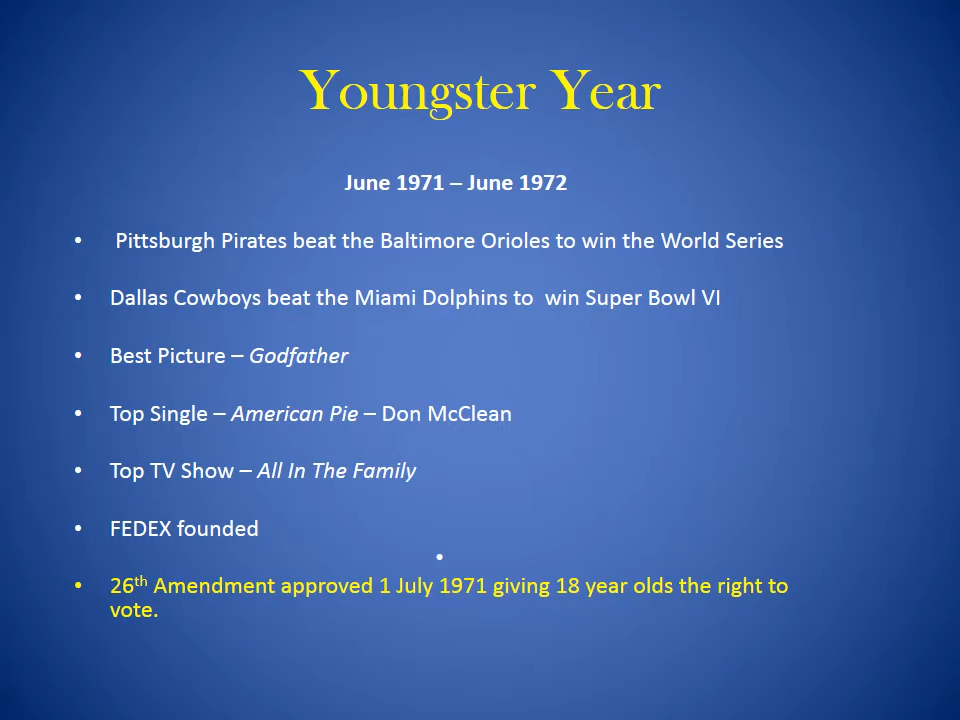 Youngster Year
June 1971 – June 1972
• Pittsburgh Pirates beat the Baltimore Orioles to win the World Series
• Dallas Cowboys beat the Miami Dolphins to  win Super Bowl VI
• Best Picture – Godfather
• Top Single – American Pie – Don McClean
• Top TV Show – All In The Family
• FEDEX founded
•
• 26th Amendment approved 1 July 1971 giving 18 year olds the right to
vote.